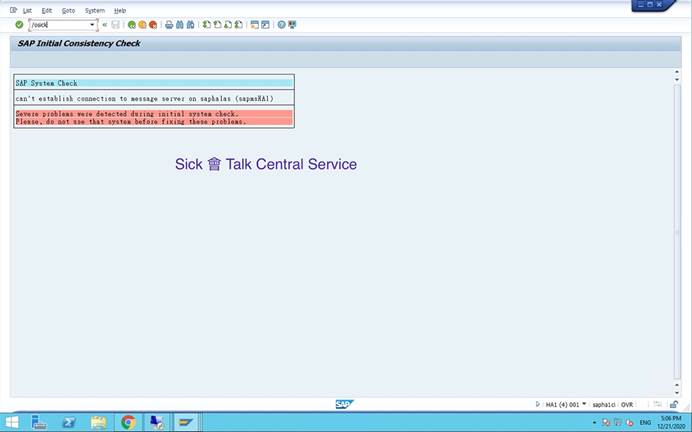 List Edit Goto System Help
/osick
SAP Initial Consistency Check
SAP System Check
can't establish connection to message server on saphalas (sapmsHA1)
Severe problems were detected during initial system check.
Please, do not use that system before fixing these problems.
Sick 會 Talk Central Service
SAP
HA1 (4) 001 saphalci OVR
ENG
5:06 PM
12/21/2020